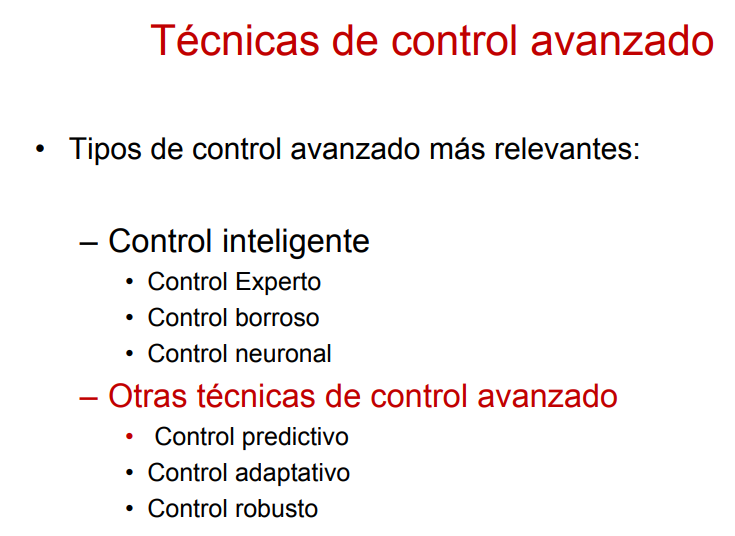 Técnicas de control avanzado
• Tipos de control avanzado más relevantes:
– Control inteligente
• Control Experto
• Control borroso
• Control neuronal
– Otras técnicas de control avanzado
• Control predictivo
• Control adaptativo
• Control robusto